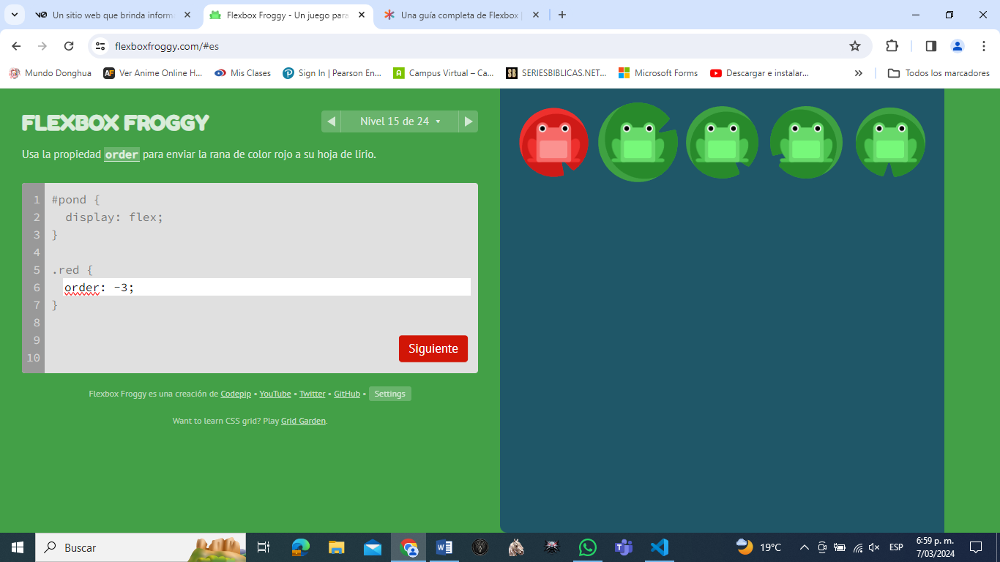 Un sitio web que brinda inform
Flexbox Froggy - Un juego para
Una guía completa de Flexbox |
flexboxfroggy.com/#es
Mundo Donghua
Ver Anime Online H...
Mis Clases
Sign In | Pearson En...
Campus Virtual – Ca...
SERIESBIBLICAS.NET...
Microsoft Forms
Descargar e instalar...
»
Todos los marcadores
FLEXBOX FROGGY
Nivel 15 de 24
Usa la propiedad order para enviar la rana de color rojo a su hoja de lirio.
1 #pond {
2 display: flex;
3 }
4
5 .red {
6 order: -3;
7 }
8
9
10
Siguiente
Flexbox Froggy es una creación de Codepip • YouTube • Twitter • GitHub • Settings
Want to learn CSS grid? Play Grid Garden.
Buscar
19°C
ESP
6:59 p. m.
7/03/2024